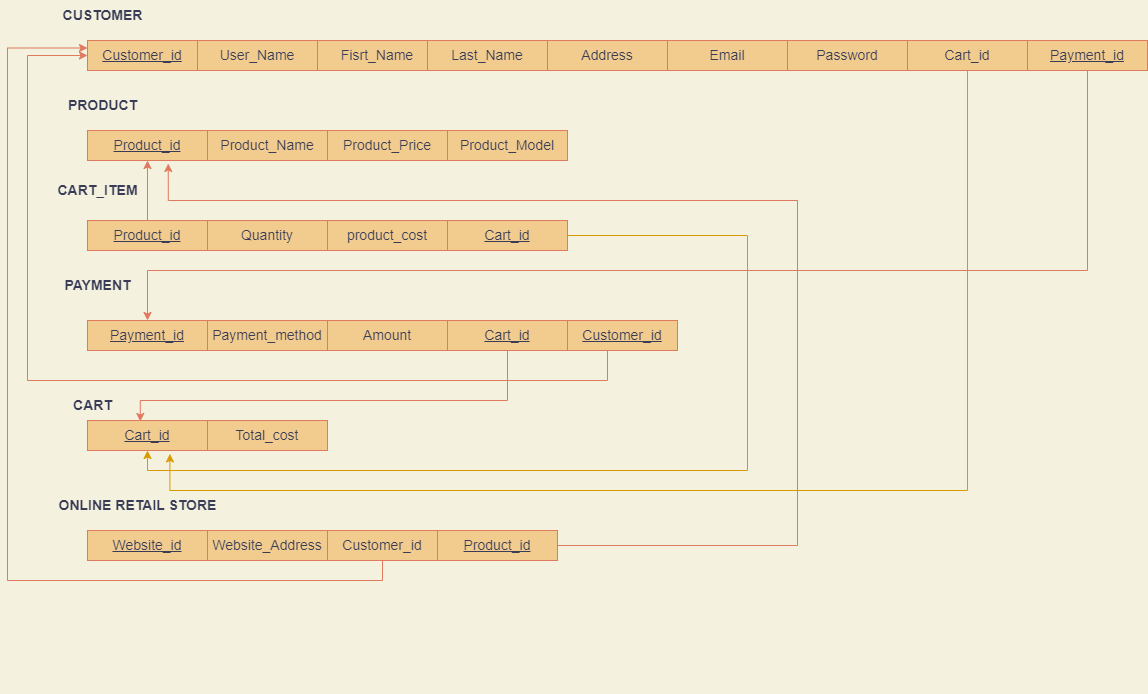 CUSTOMER
Customer_id User_Name Fisrt_Name Last_Name Address Email Password Cart_id Payment_id
PRODUCT
Product_id Product_Name Product_Price Product_Model
CART_ITEM
Product_id Quantity product_cost Cart_id
PAYMENT
Payment_id Payment_method Amount Cart_id Customer_id
CART
Cart_id Total_cost
ONLINE RETAIL STORE
Website_id Website_Address Customer_id Product_id